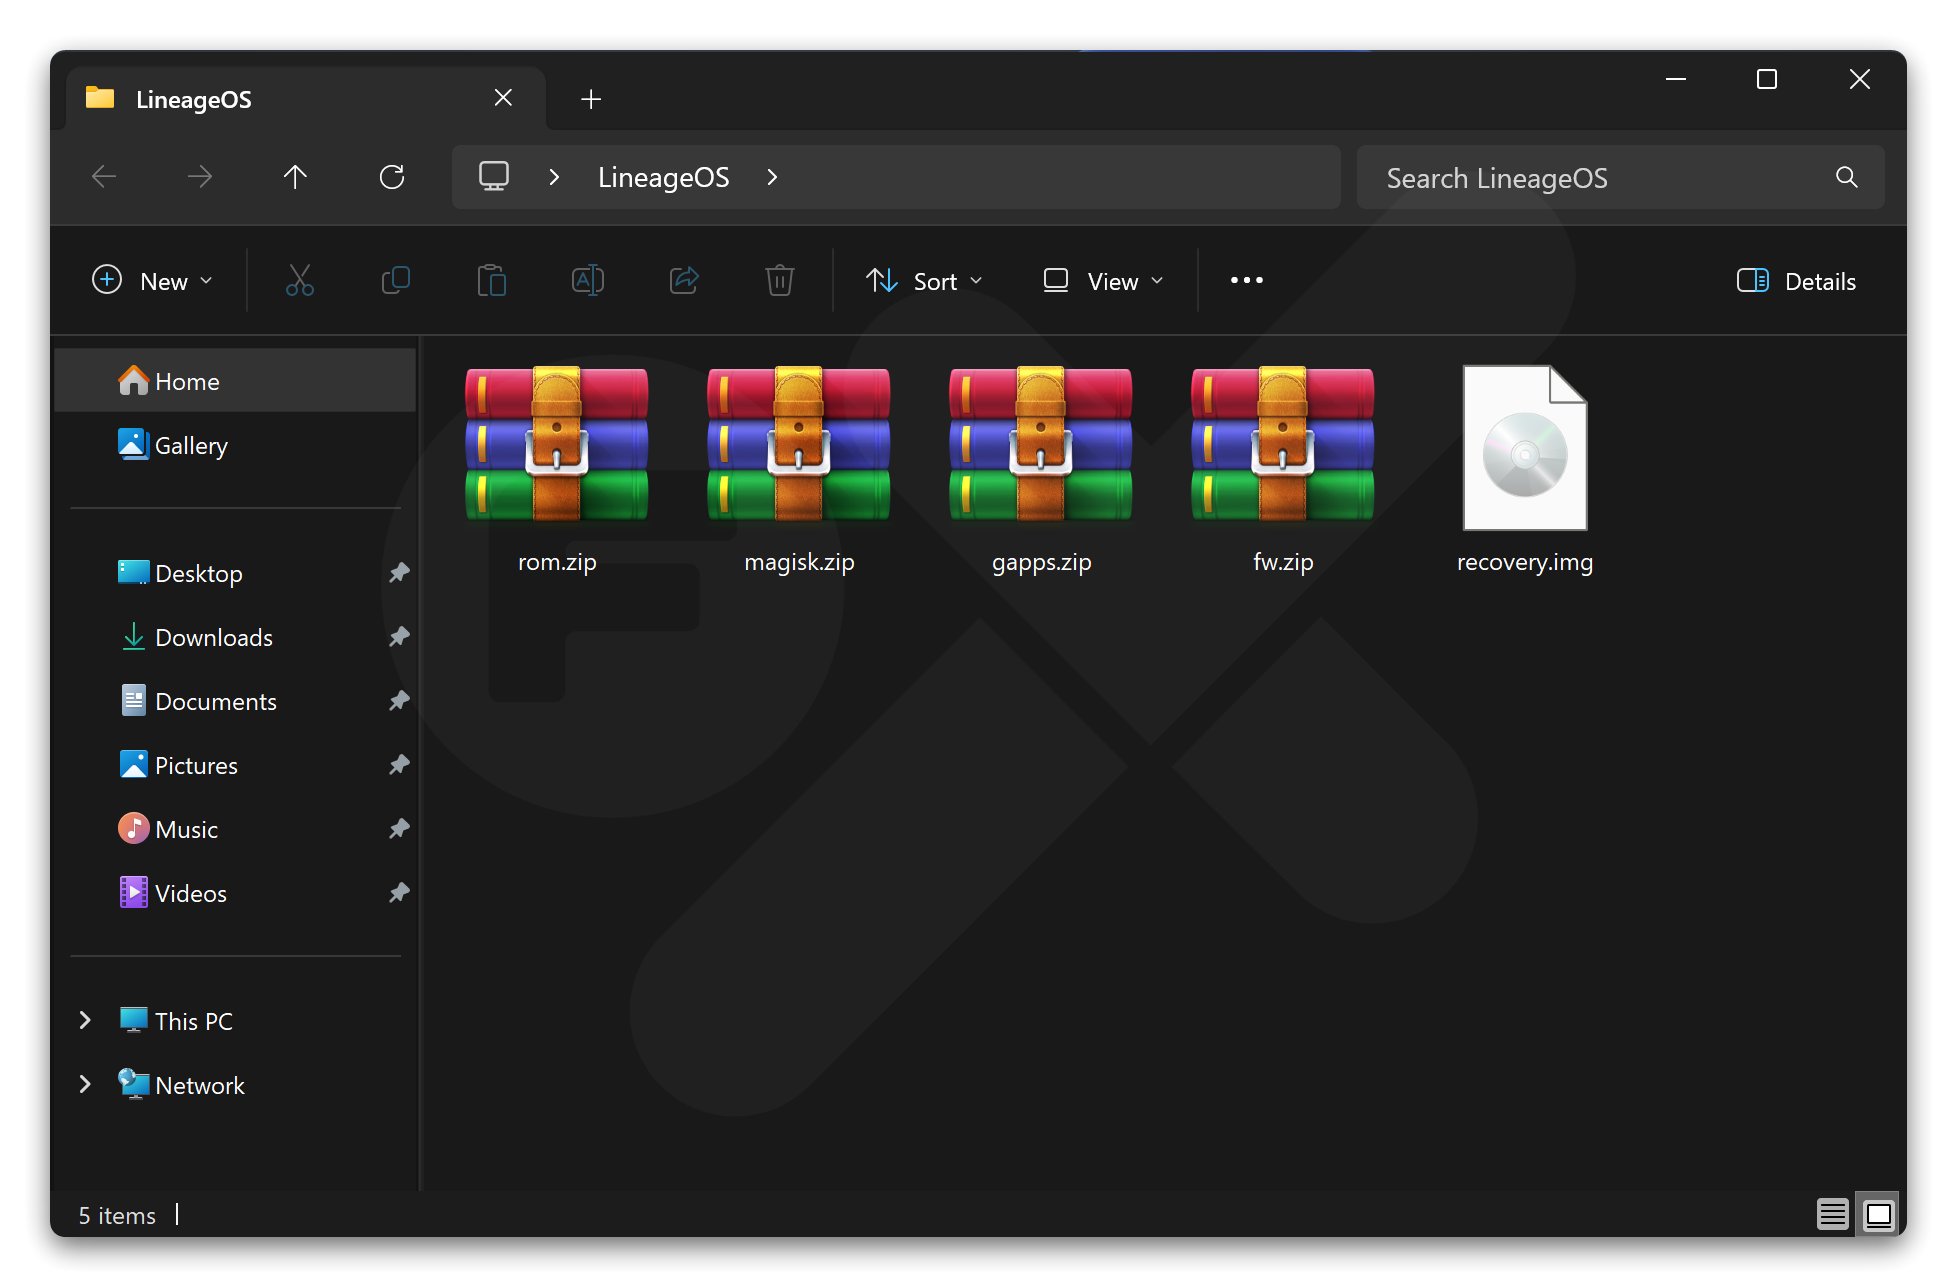 LineageOS
LineageOS
Search LineageOS
New
Sort
View
Details
Home
Gallery
Desktop
Downloads
Documents
Pictures
Music
Videos
This PC
Network
rom.zip
magisk.zip
gapps.zip
fw.zip
recovery.img
5 items